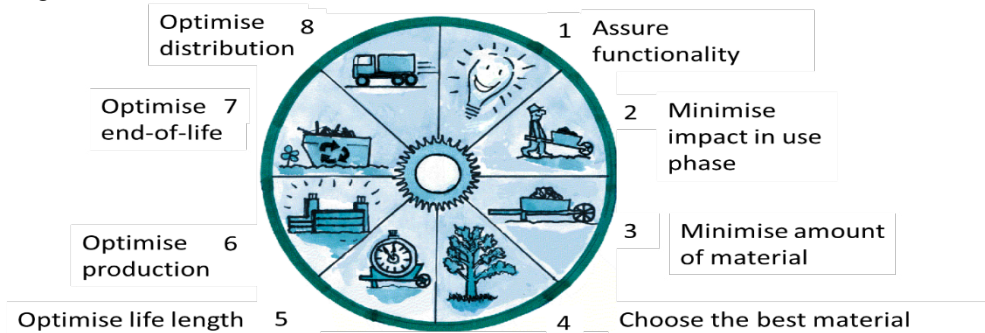 Optimise 8
distribution
1 Assure
functionality
Optimise 7
end-of-life
2 Minimise
impact in use
phase
Optimise 6
production
3 Minimise amount
of material
Optimise life length 5
4 Choose the best material